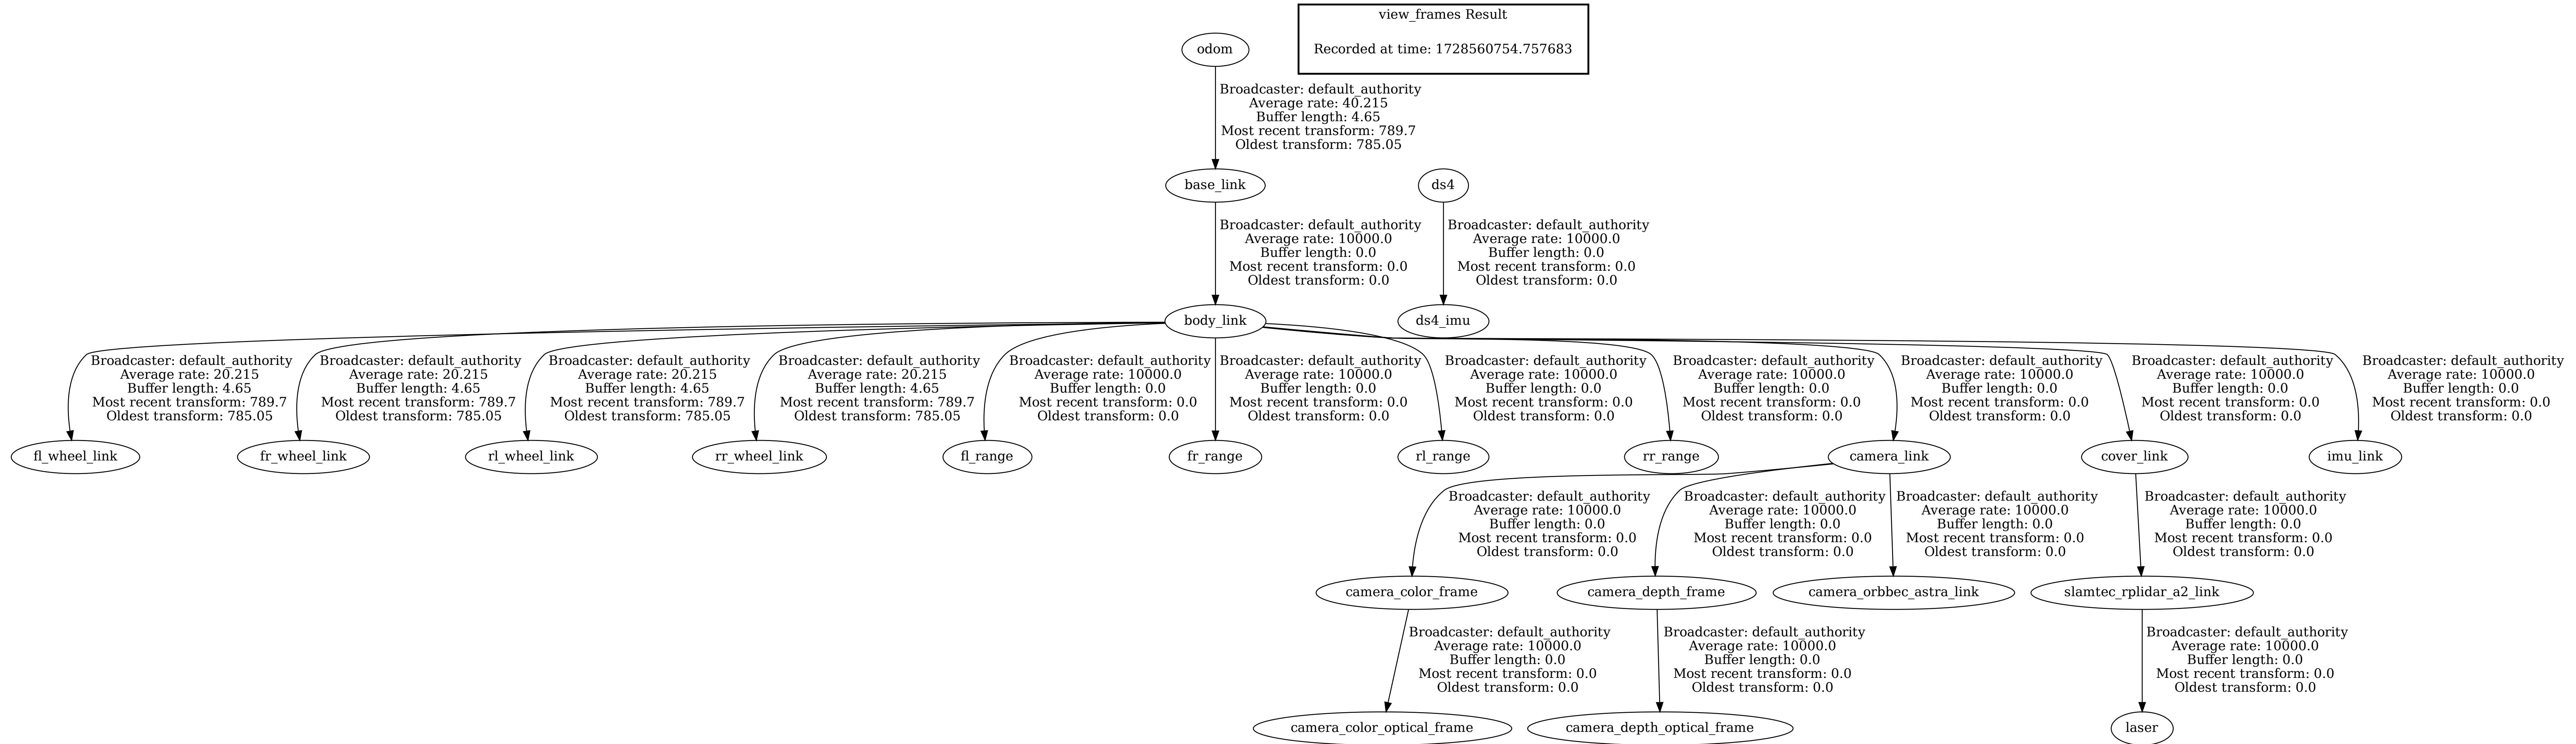 view_frames Result
Recorded at time: 1728560754.757683
odom
Broadcaster: default_authority
Average rate: 40.215
Buffer length: 4.65
Most recent transform: 789.7
Oldest transform: 785.05
base_link
ds4
Broadcaster: default_authority
Average rate: 10000.0
Buffer length: 0.0
Most recent transform: 0.0
Oldest transform: 0.0
Broadcaster: default_authority
Average rate: 10000.0
Buffer length: 0.0
Most recent transform: 0.0
Oldest transform: 0.0
body_link
ds4_imu
Broadcaster: default_authority
Average rate: 20.215
Buffer length: 4.65
Most recent transform: 789.7
Oldest transform: 785.05
Broadcaster: default_authority
Average rate: 20.215
Buffer length: 4.65
Most recent transform: 789.7
Oldest transform: 785.05
Broadcaster: default_authority
Average rate: 20.215
Buffer length: 4.65
Most recent transform: 789.7
Oldest transform: 785.05
Broadcaster: default_authority
Average rate: 20.215
Buffer length: 4.65
Most recent transform: 789.7
Oldest transform: 785.05
Broadcaster: default_authority
Average rate: 10000.0
Buffer length: 0.0
Most recent transform: 0.0
Oldest transform: 0.0
Broadcaster: default_authority
Average rate: 10000.0
Buffer length: 0.0
Most recent transform: 0.0
Oldest transform: 0.0
Broadcaster: default_authority
Average rate: 10000.0
Buffer length: 0.0
Most recent transform: 0.0
Oldest transform: 0.0
Broadcaster: default_authority
Average rate: 10000.0
Buffer length: 0.0
Most recent transform: 0.0
Oldest transform: 0.0
Broadcaster: default_authority
Average rate: 10000.0
Buffer length: 0.0
Most recent transform: 0.0
Oldest transform: 0.0
Broadcaster: default_authority
Average rate: 10000.0
Buffer length: 0.0
Most recent transform: 0.0
Oldest transform: 0.0
Broadcaster: default_authority
Average rate: 10000.0
Buffer length: 0.0
Most recent transform: 0.0
Oldest transform: 0.0
fl_wheel_link
fr_wheel_link
rl_wheel_link
rr_wheel_link
fl_range
fr_range
rl_range
rr_range
camera_link
cover_link
imu_link
Broadcaster: default_authority
Average rate: 10000.0
Buffer length: 0.0
Most recent transform: 0.0
Oldest transform: 0.0
Broadcaster: default_authority
Average rate: 10000.0
Buffer length: 0.0
Most recent transform: 0.0
Oldest transform: 0.0
Broadcaster: default_authority
Average rate: 10000.0
Buffer length: 0.0
Most recent transform: 0.0
Oldest transform: 0.0
Broadcaster: default_authority
Average rate: 10000.0
Buffer length: 0.0
Most recent transform: 0.0
Oldest transform: 0.0
camera_color_frame
camera_depth_frame
camera_orbbec_astra_link
slamtec_rplidar_a2_link
Broadcaster: default_authority
Average rate: 10000.0
Buffer length: 0.0
Most recent transform: 0.0
Oldest transform: 0.0
Broadcaster: default_authority
Average rate: 10000.0
Buffer length: 0.0
Most recent transform: 0.0
Oldest transform: 0.0
Broadcaster: default_authority
Average rate: 10000.0
Buffer length: 0.0
Most recent transform: 0.0
Oldest transform: 0.0
camera_color_optical_frame
camera_depth_optical_frame
laser